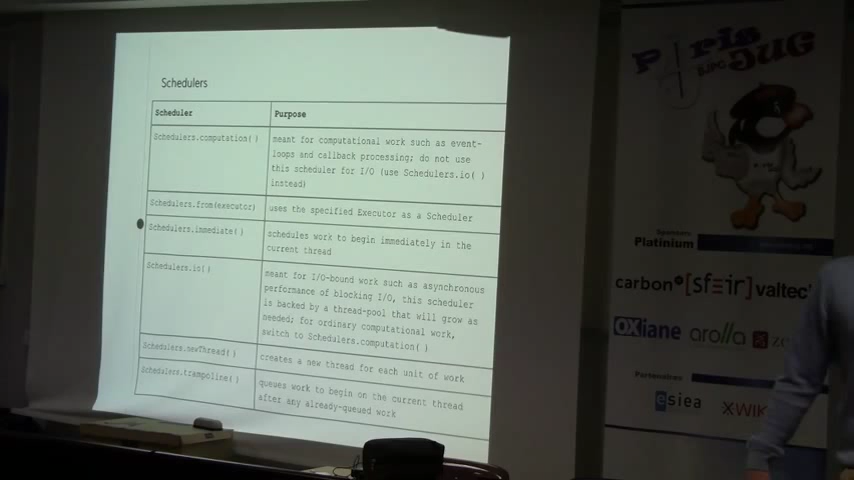 Schedulers
Scheduler
Purpose
Schedulers.computation( )
meant for computational work such as event-
loops and callback processing; do not use
this scheduler for I/O (use Schedulers.io( )
instead)
Schedulers.from(executor)
uses the specified Executor as a Scheduler
Schedulers.immediate( )
schedules work to begin immediately in the
current thread
Schedulers.io( )
meant for I/O-bound work such as asynchronous
performance of blocking I/O, this scheduler
is backed by a thread-pool that will grow as
needed; for ordinary computational work,
switch to Schedulers.computation( )
Schedulers.newThread( )
creates a new thread for each unit of work
Schedulers.trampoline( )
queues work to begin on the current thread
after any already-queued work
Paris
JUG
Sponsors
Platinium
carbon [sfeir] valtec
OXiane arolla
Partenaires
esiea X-WIK